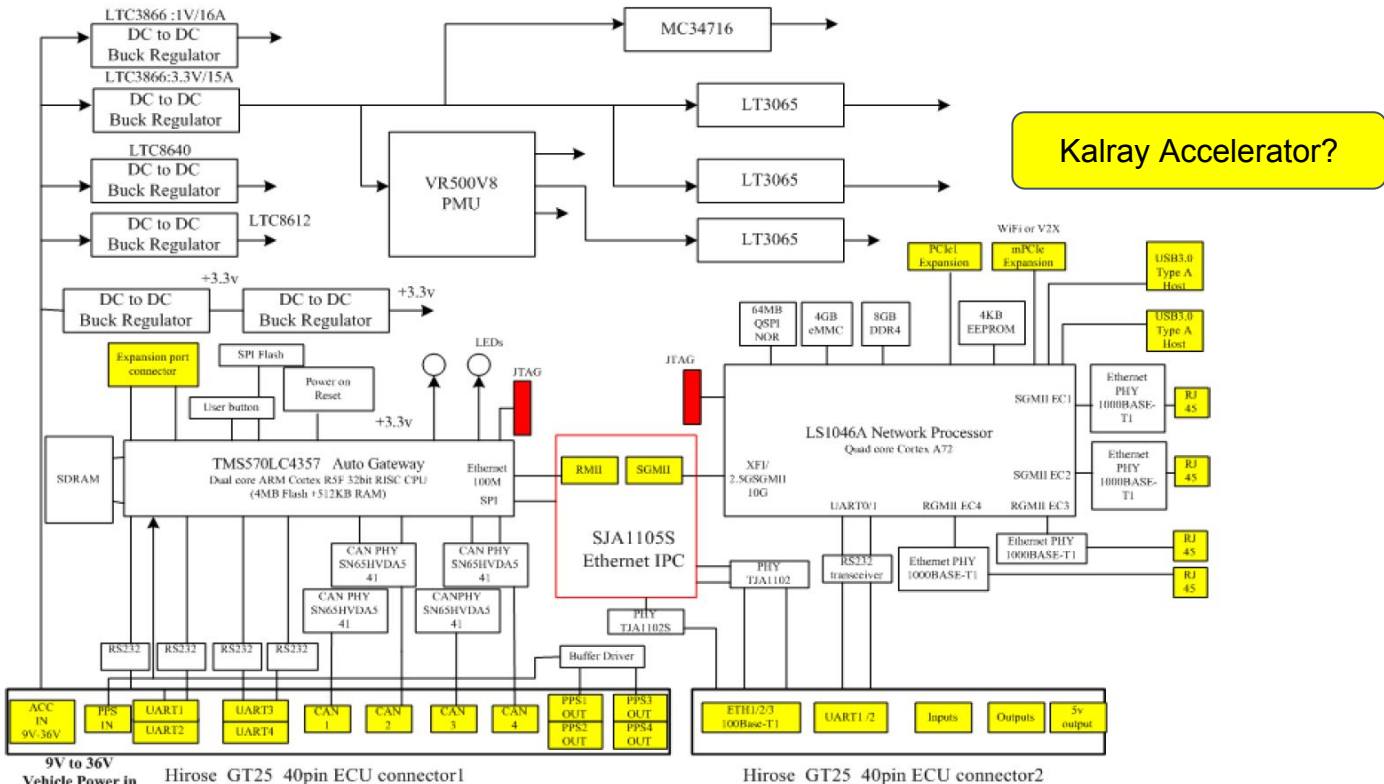 LTC3866 :1V/16A
DC to DC
Buck Regulator
MC34716
LTC3866:3.3V/15A
DC to DC
Buck Regulator
LT3065
Kalray Accelerator?
LTC8640
DC to DC
Buck Regulator
VR500V8
PMU
LT3065
LTC8612
DC to DC
Buck Regulator
LT3065
WiFi or V2X
PCIe1
Expansion
mPCIe
Expansion
USB3.0
Type A
Host
+3.3v
DC to DC
Buck Regulator
DC to DC
Buck Regulator
+3.3v
64MB
QSPI
NOR
4GB
eMMC
8GB
DDR4
4KB
EEPROM
USB3.0
Type A
Host
Expansion port
connector
SPI Flash
LEDs
JTAG
JTAG
User button
Power on
Reset
+3.3v
Ethernet
PHY
1000BASE-
T1
RJ
45
SGMII EC1
LS1046A Network Processor
Quad core Cortex A72
SDRAM
TMS570LC4357 Auto Gateway
Dual core ARM Cortex R5F 32bit RISC CPU
(4MB Flash +512KB RAM)
Ethernet
100M
SPI
RMII
SGMII
XFI/
2.5GSGMII
10G
SGMII EC2
Ethernet
PHY
1000BASE-
T1
RJ
45
UART0/1
RGMII EC4
RGMII EC3
SJA1105S
Ethernet IPC
CAN PHY
SN65HVDA5
41
CAN PHY
SN65HVDA5
41
Ethernet PHY
1000BASE-T1
RJ
45
PHY
TJA1102
RS232
transceiver
Ethernet PHY
1000BASE-T1
RJ
45
CAN PHY
SN65HVDA5
41
CANPHY
SN65HVDA5
41
PHY
TJA1102S
RS232
RS232
RS232
RS232
Buffer Driver
ACC
IN
9V-36V
PPS
IN
UART1
UART2
UART3
UART4
CAN
1
CAN
2
CAN
3
CAN
4
PPS1
OUT
PPS2
OUT
PPS3
OUT
PPS4
OUT
ETH1/2/3
100Base-T1
UART1 /2
Inputs
Outputs
5v
output
9V to 36V
Vehicle Power in
Hirose GT25 40pin ECU connector1
Hirose GT25 40pin ECU connector2